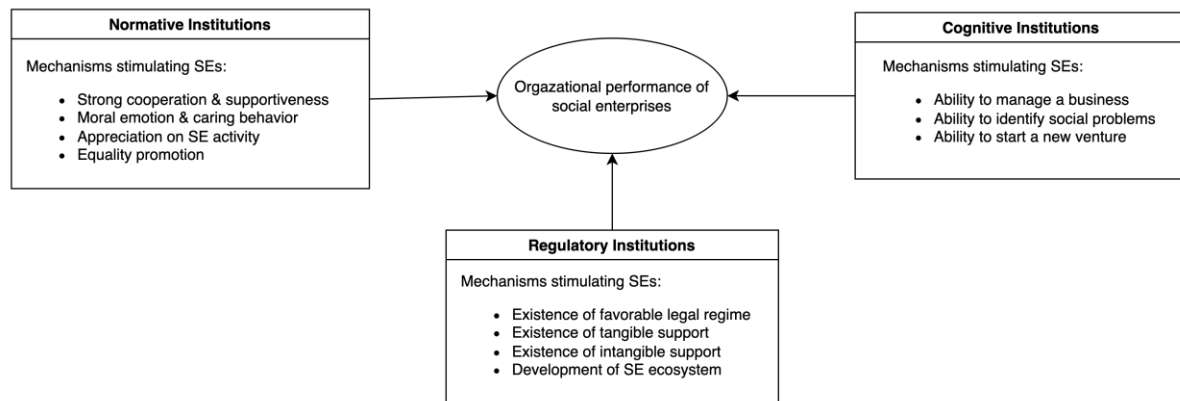 Normative Institutions
Mechanisms stimulating SEs:
• Strong cooperation & supportiveness
• Moral emotion & caring behavior
• Appreciation on SE activity
• Equality promotion
Orgazational performance of
social enterprises
Cognitive Institutions
Mechanisms stimulating SEs:
• Ability to manage a business
• Ability to identify social problems
• Ability to start a new venture
Regulatory Institutions
Mechanisms stimulating SEs:
• Existence of favorable legal regime
• Existence of tangible support
• Existence of intangible support
• Development of SE ecosystem